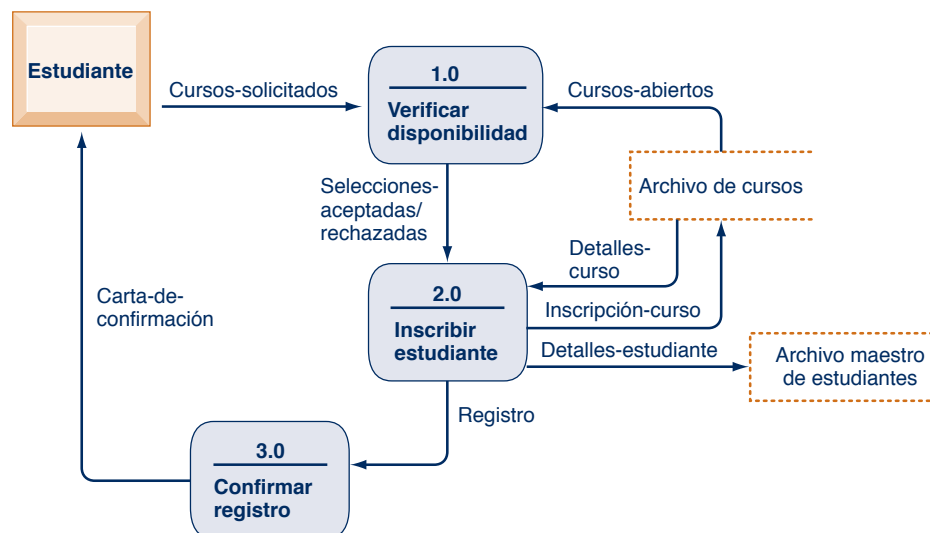 Estudiante
Cursos-solicitados
1.0
Verificar
disponibilidad
Cursos-abiertos
Archivo de cursos
Selecciones-
aceptadas/
rechazadas
Detalles-
curso
2.0
Inscribir
estudiante
Inscripción-curso
Detalles-estudiante
Archivo maestro
de estudiantes
Carta-de-
confirmación
Registro
3.0
Confirmar
registro